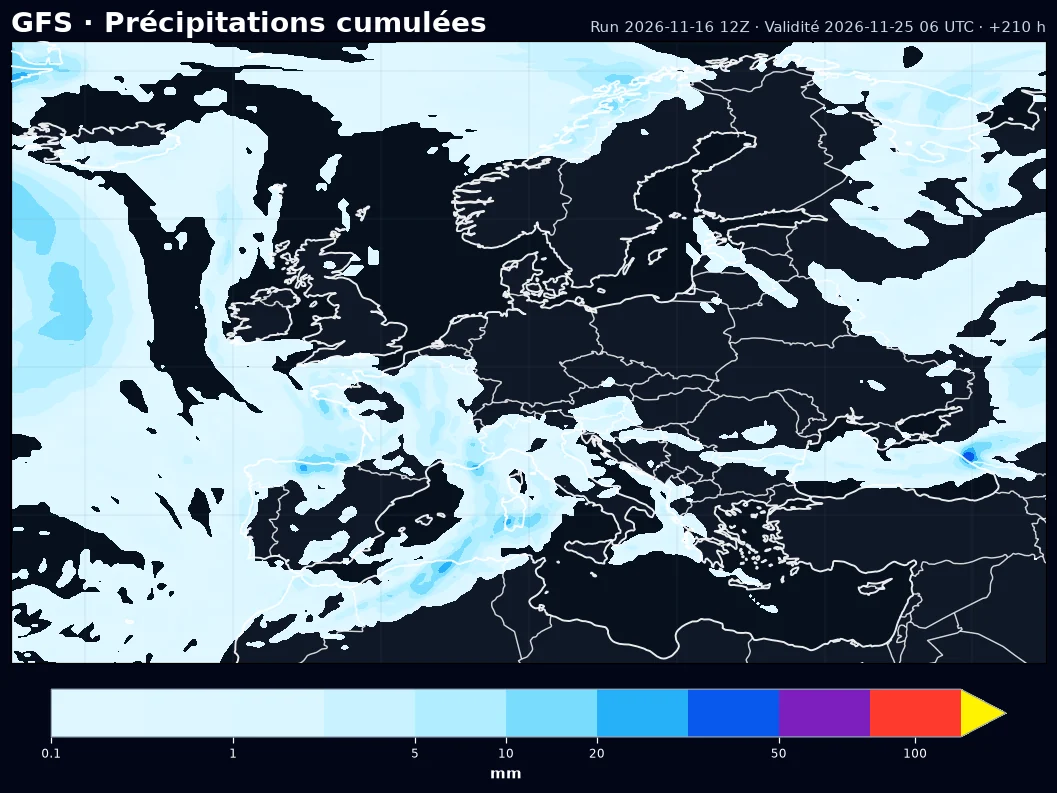 GFS · Précipitations cumulées
Run 2026-11-16 12Z · Validité 2026-11-25 06 UTC · +210 h
0.1 1 5 10 20 50 100
mm